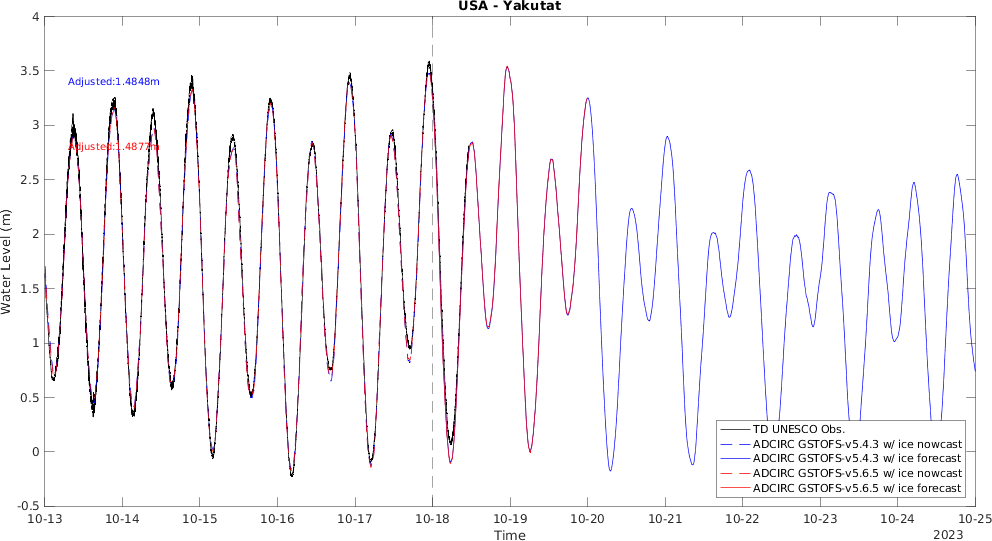 USA - Yakutat
4
3.5
3
2.5
2
1.5
1
0.5
0
-0.5
Water Level (m)
Adjusted:1.4848m
Adjusted:1.4877m
TD UNESCO Obs.
ADCIRC GSTOFS-v5.4.3 w/ ice nowcast
ADCIRC GSTOFS-v5.4.3 w/ ice forecast
ADCIRC GSTOFS-v5.6.5 w/ ice nowcast
ADCIRC GSTOFS-v5.6.5 w/ ice forecast
10-13 10-14 10-15 10-16 10-17 10-18 10-19 10-20 10-21 10-22 10-23 10-24 10-25
Time
2023